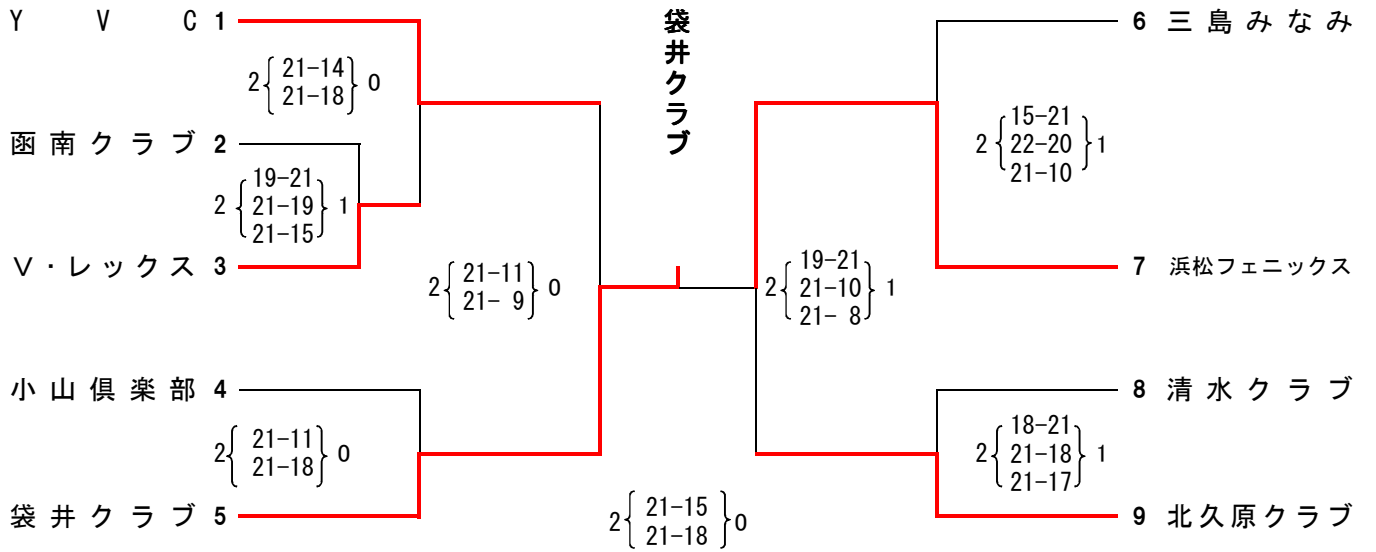 YVC 1
2 21-14 0
21-18
函南クラブ 2
19-21
2 21-19 1
21-15
V・レックス 3
2 21-11 0
21- 9
小山倶楽部 4
2 21-11 0
21-18
袋井クラブ 5
袋井クラブ
2 21-15 0
21-18
6 三島みなみ
15-21
2 22-20 1
21-10
7 浜松フェニックス
19-21
2 21-10 1
21- 8
8 清水クラブ
18-21
2 21-18 1
21-17
9 北久原クラブ